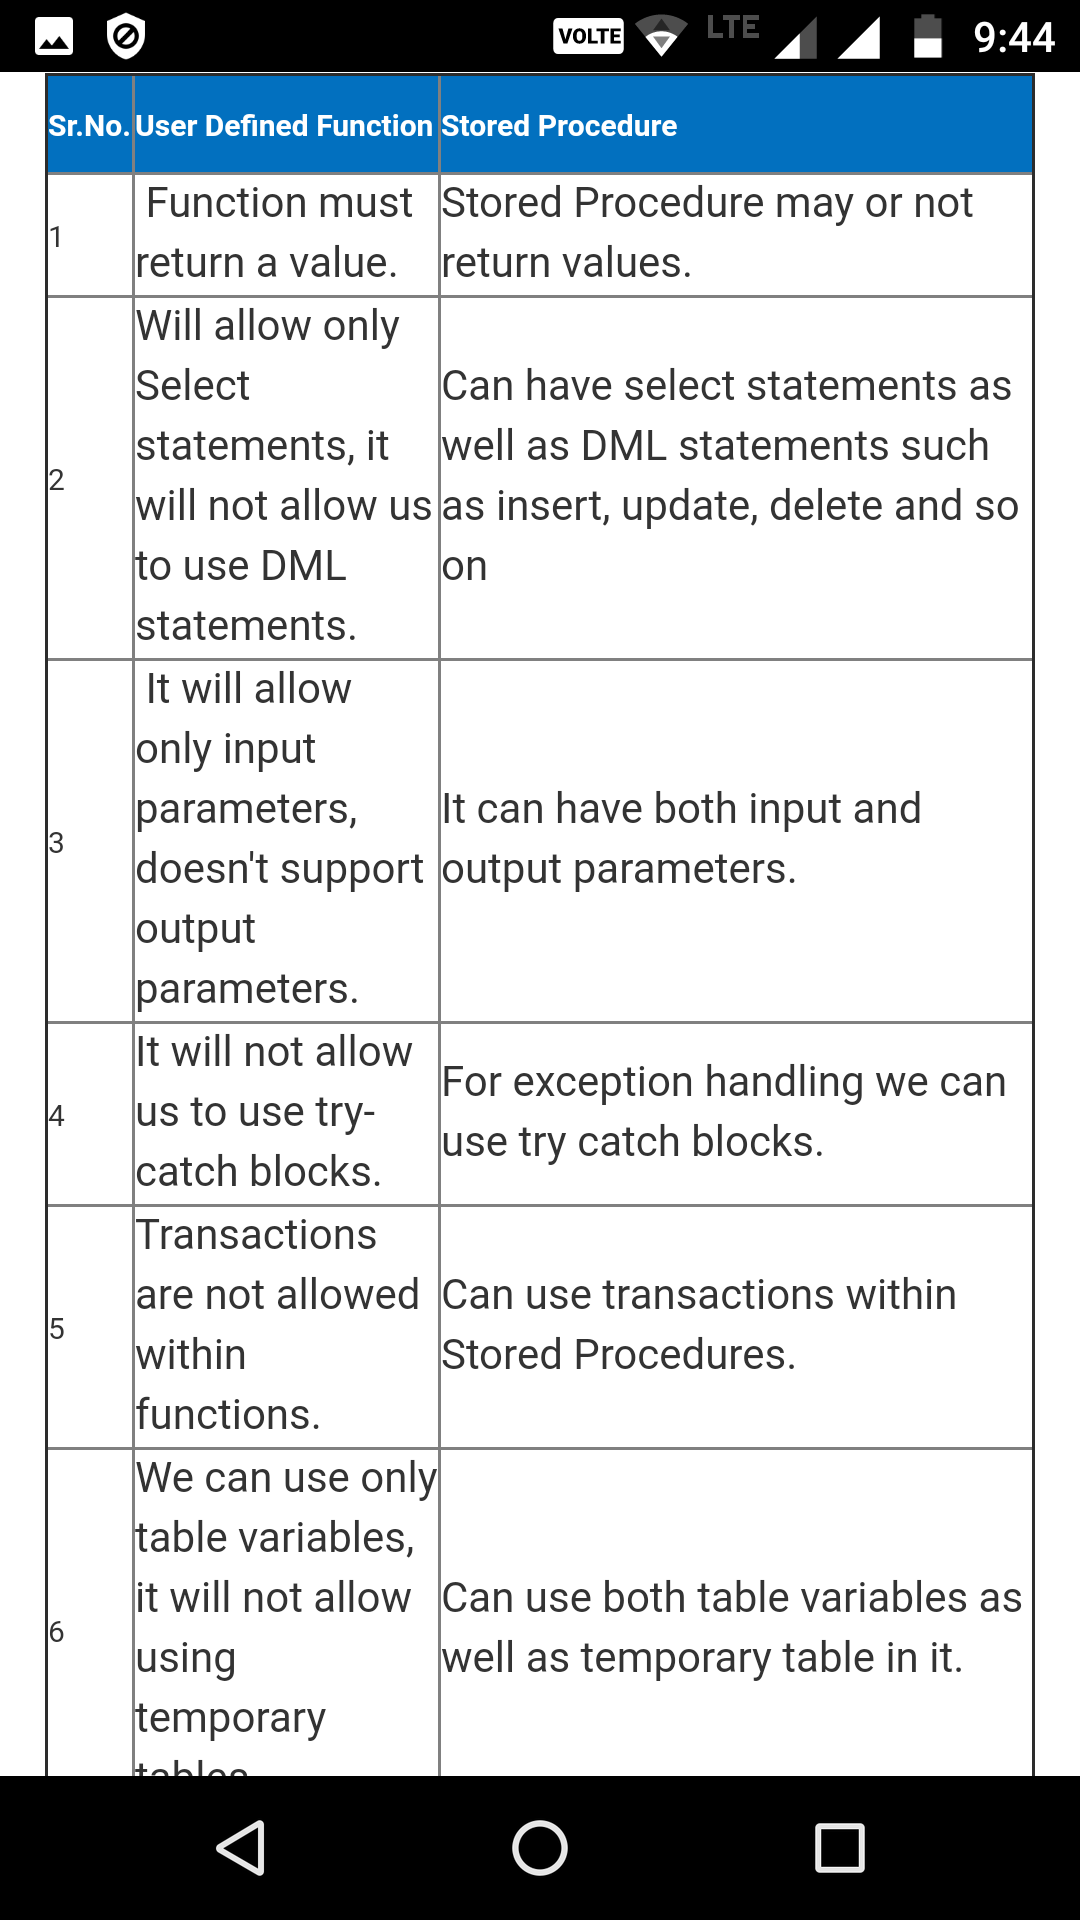 VOLTE LTE 9:44
Sr.No. User Defined Function Stored Procedure
1
Function must
return a value.
Stored Procedure may or not
return values.
2
Will allow only
Select
statements, it
will not allow us
to use DML
statements.
Can have select statements as
well as DML statements such
as insert, update, delete and so
on
3
It will allow
only input
parameters,
doesn't support
output
parameters.
It can have both input and
output parameters.
4
It will not allow
us to use try-
catch blocks.
For exception handling we can
use try catch blocks.
5
Transactions
are not allowed
within
functions.
Can use transactions within
Stored Procedures.
6
We can use only
table variables,
it will not allow
using
temporary
tables
Can use both table variables as
well as temporary table in it.